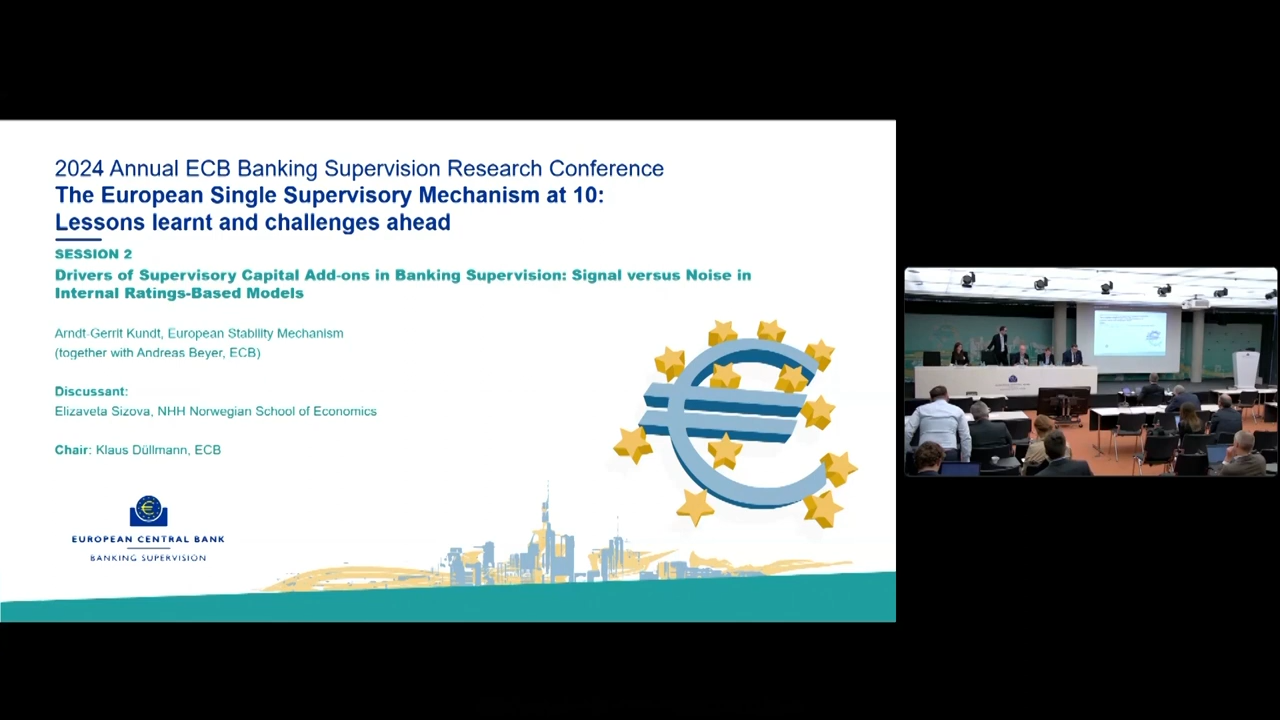 2024 Annual ECB Banking Supervision Research Conference
The European Single Supervisory Mechanism at 10:
Lessons learnt and challenges ahead
SESSION 2
Drivers of Supervisory Capital Add-ons in Banking Supervision: Signal versus Noise in
Internal Ratings-Based Models
Arndt-Gerrit Kundt, European Stability Mechanism
(together with Andreas Beyer, ECB)
Discussant:
Elizaveta Sizova, NHH Norwegian School of Economics
Chair: Klaus Düllmann, ECB
EUROPEAN CENTRAL BANK
BANKING SUPERVISION